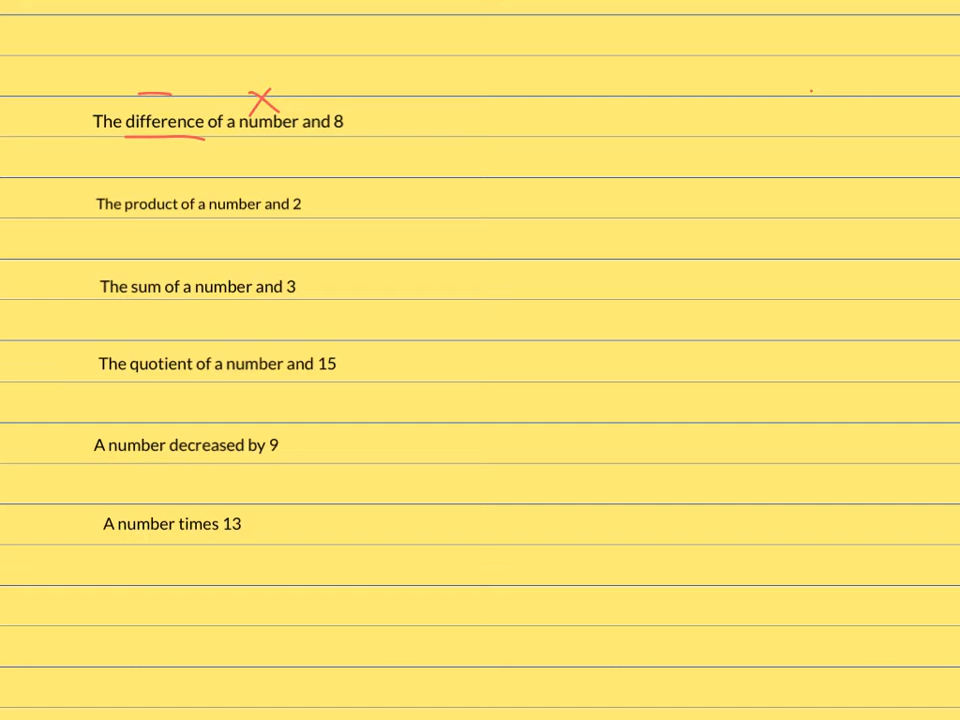 — X
The difference of a number and 8
The product of a number and 2
The sum of a number and 3
The quotient of a number and 15
A number decreased by 9
A number times 13